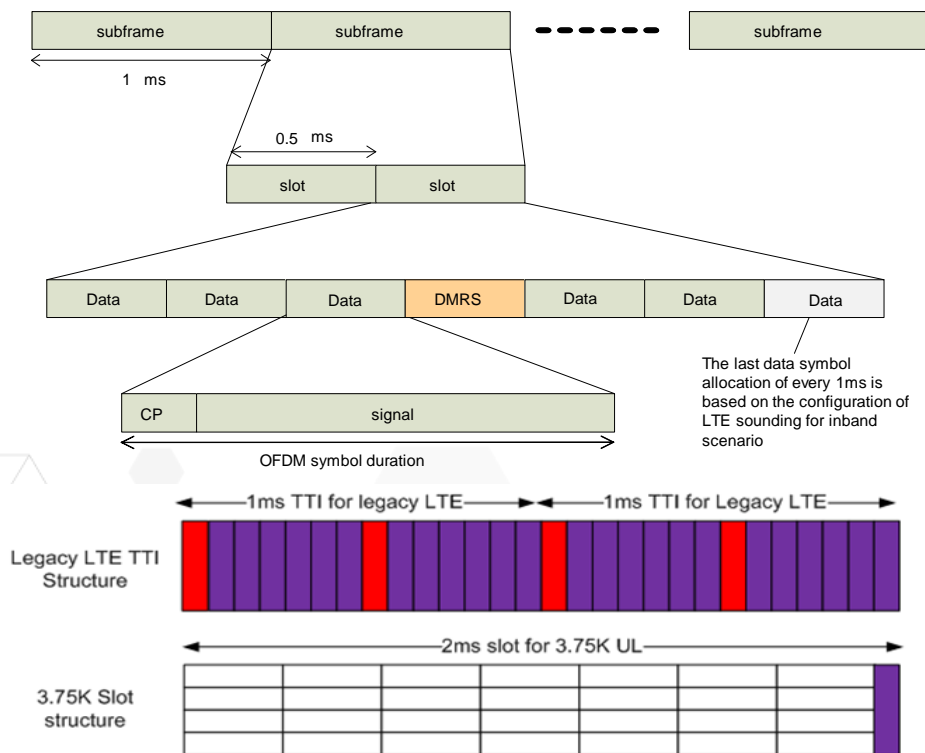 subframe subframe subframe
1 ms
0.5 ms
slot slot
Data Data Data DMRS Data Data Data
The last data symbol
allocation of every 1ms is
based on the configuration of
LTE sounding for inband
scenario
CP signal
OFDM symbol duration
1ms TTI for legacy LTE 1ms TTI for Legacy LTE
Legacy LTE TTI
Structure
2ms slot for 3.75K UL
3.75K Slot
structure